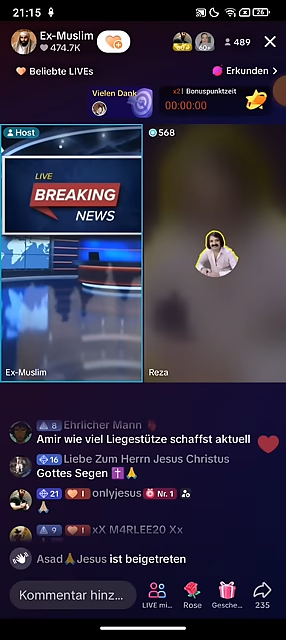 21:15
26
Ex-Muslim
474.7K
60+
489
Beliebte LIVEs
Erkunden
Vielen Dank
x2 Bonuspunktzeit
00:00:00
Host
568
LIVE
BREAKING
NEWS
Ex-Muslim
Reza
8 Ehrlicher Mann
Amir wie viel Liegestütze schaffst aktuell
16 Liebe Zum Herrn Jesus Christus
Gottes Segen ✝️🙏
21 I onlyjesus Nr. 1
🙏
9 I xX M4RLEE20 Xx
Asad🙏Jesus ist beigetreten
Kommentar hinz...
LIVE mi...
Rose
Gesche...
235